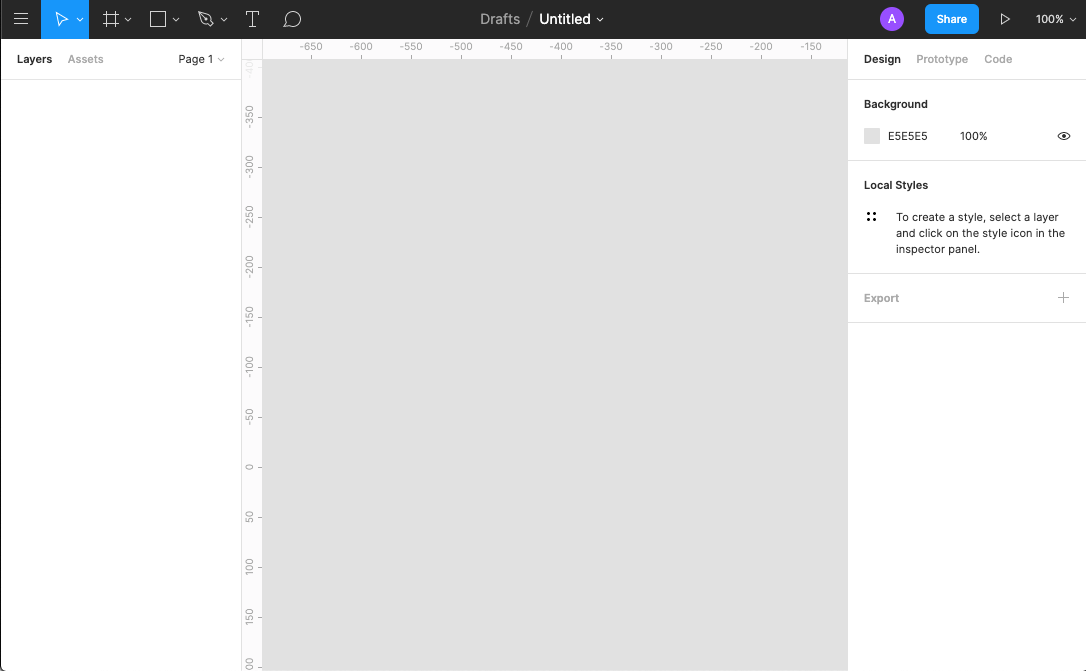 Drafts / Untitled
A
Share
100%
Layers Assets Page 1
-650 -600 -550 -500 -450 -400 -350 -300 -250 -200 -150
Design Prototype Code
-350
-300
-250
-200
-150
-100
-50
0
50
100
150
Background
E5E5E5 100%
Local Styles
To create a style, select a layer
and click on the style icon in the
inspector panel.
Export